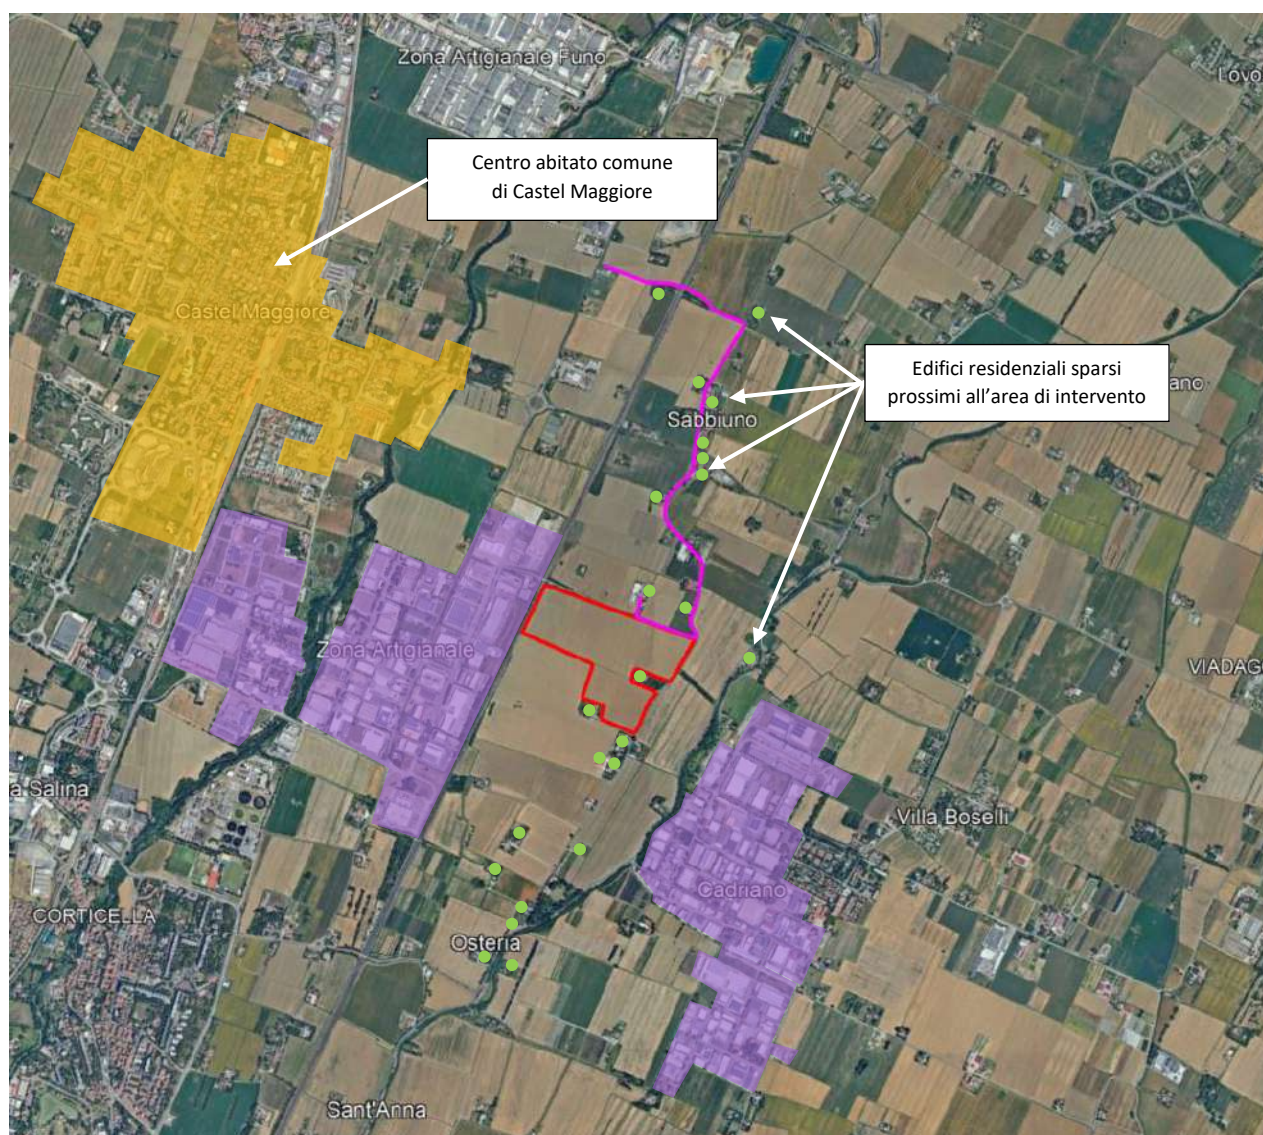 Zona Artigianale Funo
Lovo
Centro abitato comune
di Castel Maggiore
Castel Maggiore
Edifici residenziali sparsi
prossimi all’area di intervento
ano
Sabbiuno
Zona Artigianale
VIADAG
a Salina
Villa Boselli
Cadriano
CORTICELLA
Osteria
Sant'Anna